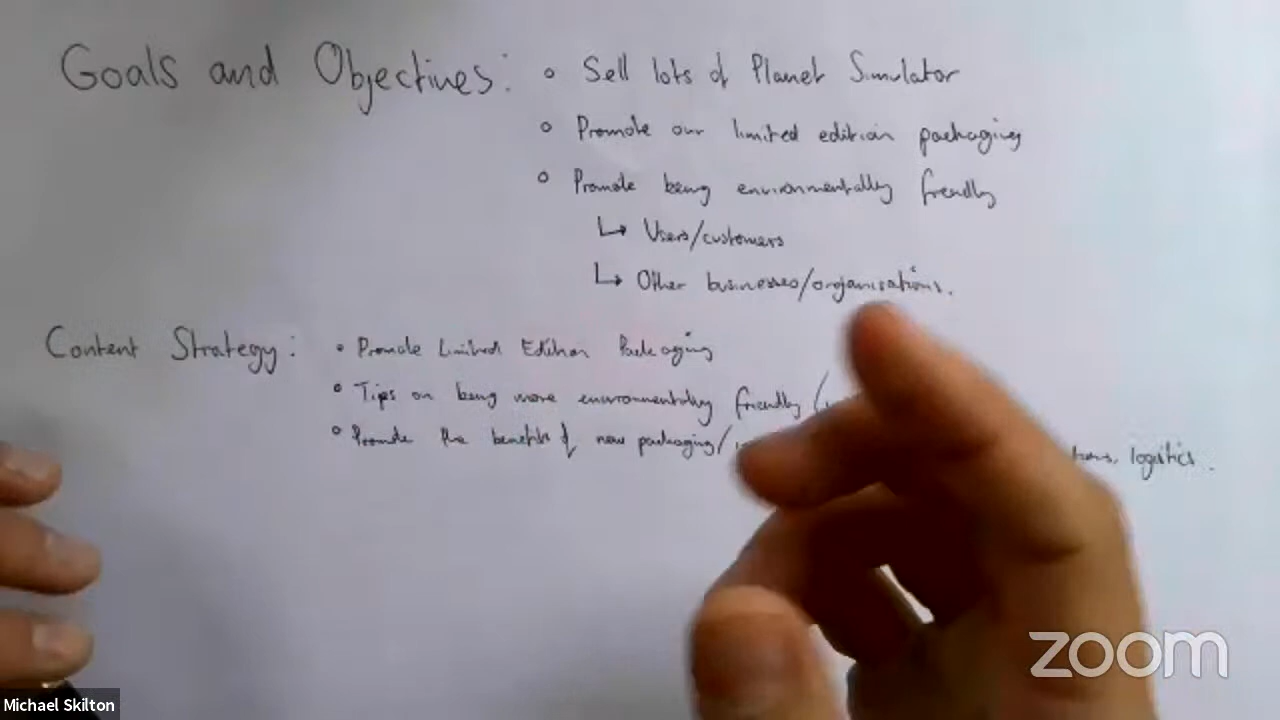 Goals and Objectives: ∘ Sell lots of Planet Simulator
∘ Promote our limited edition packaging
∘ Promote being environmentally friendly
↳ Users/customers
↳ Other businesses/organisations.
Content Strategy: • Promote Limited Edition Packaging
∘ Tips on being more environmentally friendly/
∘ Promote the benefits of new packaging/ logistics.
zoom
Michael Skilton